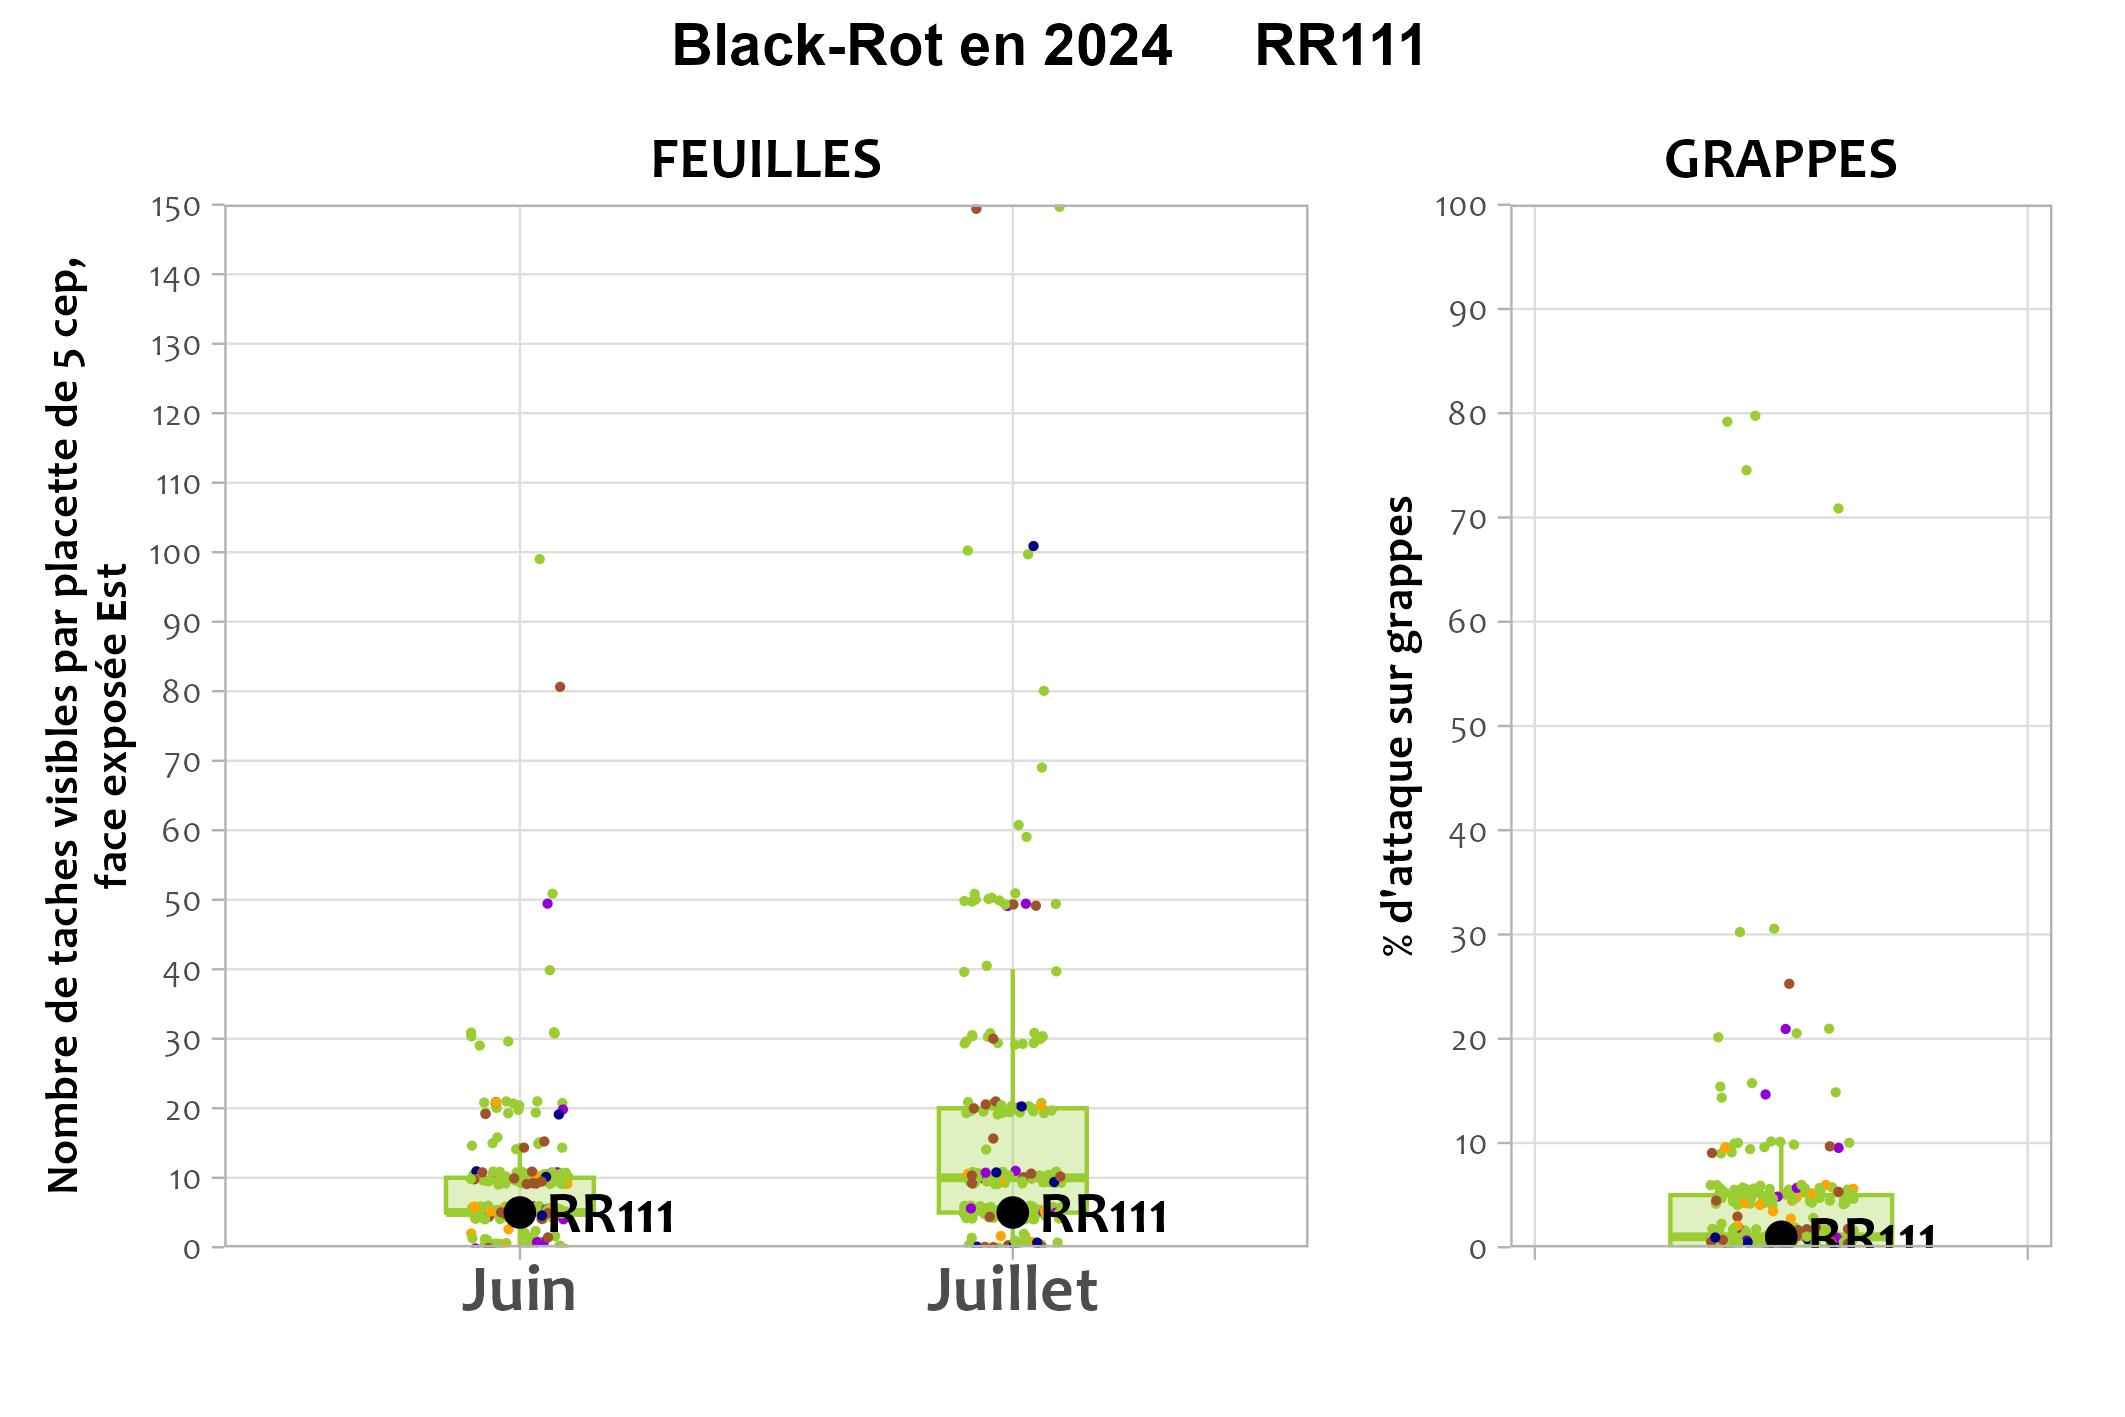 Black-Rot en 2024 RR111
FEUILLES
GRAPPES
Nombre de taches visibles par placette de 5 cep,
face exposée Est
150
140
130
120
110
100
90
80
70
60
50
40
30
20
10
0
RR111
RR111
Juin
Juillet
% d'attaque sur grappes
100
90
80
70
60
50
40
30
20
10
0
RR111